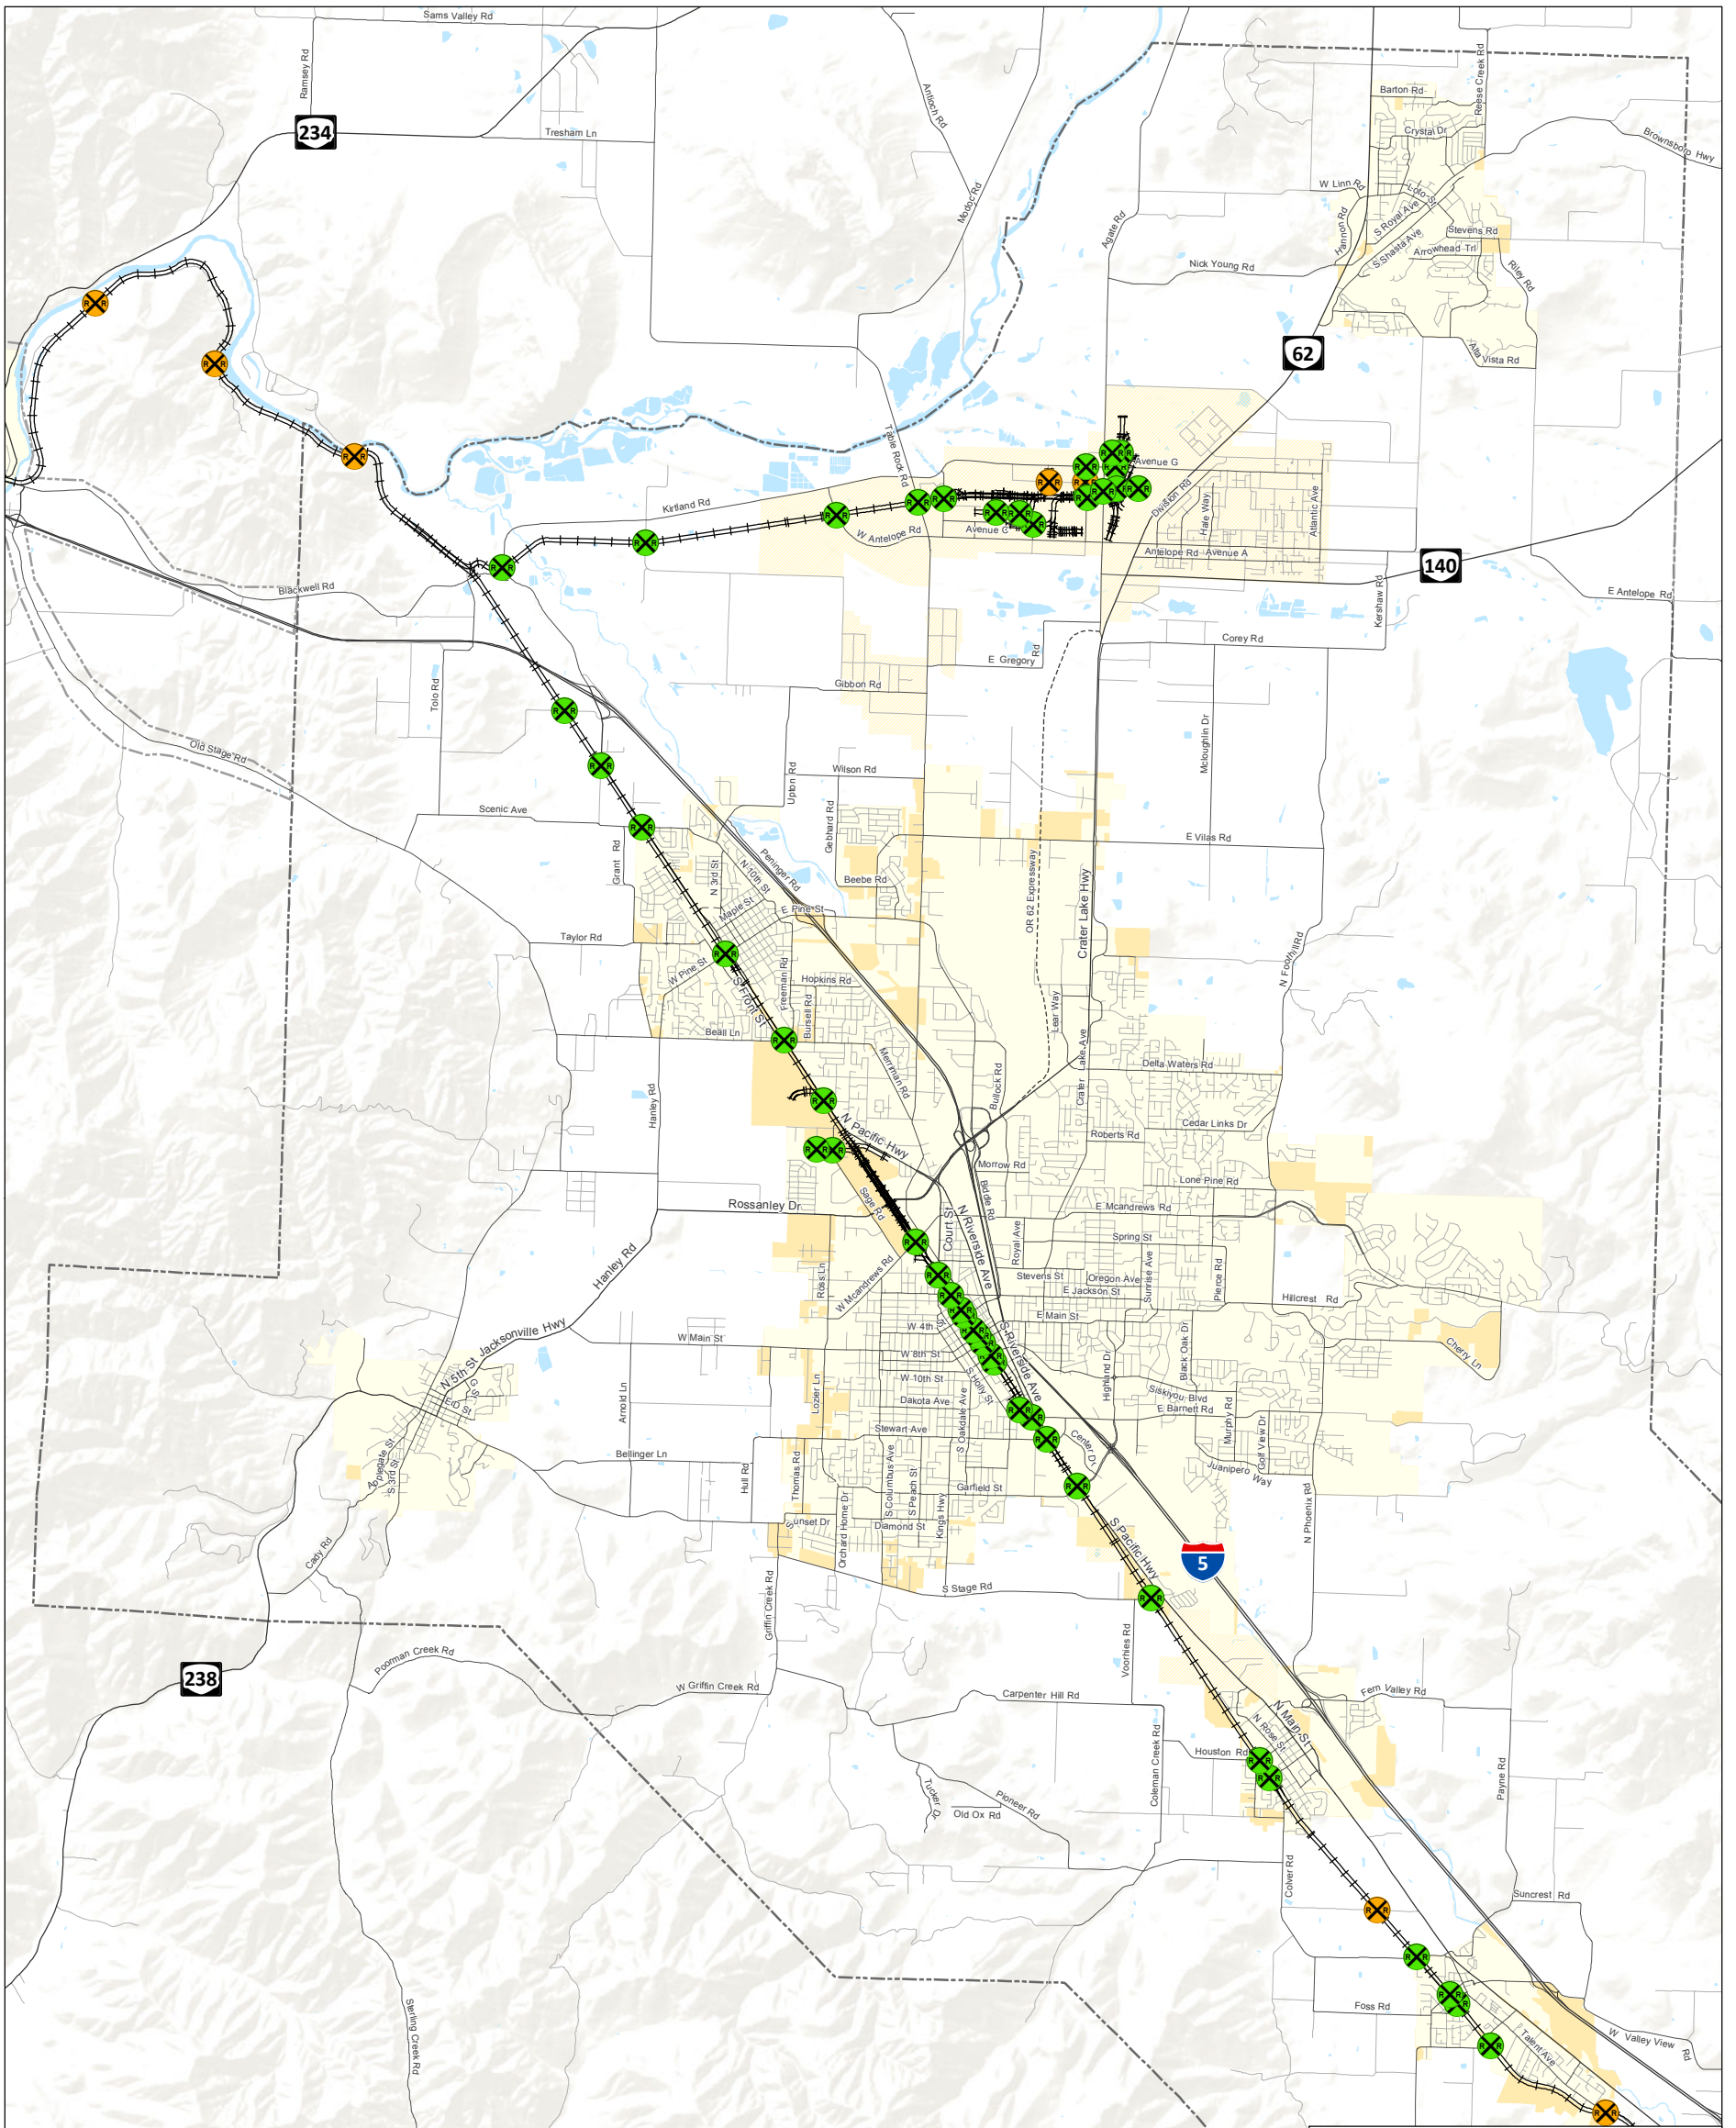 Sams Valley Rd
Ramsey Rd
234
Tresham Ln
Antioch Rd
Modoc Rd
Agate Rd
Barton Rd
Reese Creek Rd
Crystal Dr
Brownsboro Hwy
W Linn Rd
Loto St
Hannon Rd
S Royal Ave
S Shasta Ave
Stevens Rd
Arrowhead Trl
Nick Young Rd
Riley Rd
62
Alta Vista Rd
Table Rock Rd
Avenue G
Division Rd
Kirtland Rd
Hale Way
Atlantic Ave
W Antelope Rd
Avenue G
Antelope Rd
Avenue A
140
Blackwell Rd
Kershaw Rd
E Antelope Rd
Corey Rd
E Gregory Rd
Gibbon Rd
Tolo Rd
Old Stage Rd
Mcloughlin Dr
Upton Rd
Wilson Rd
Scenic Ave
Gebhard Rd
E Vilas Rd
Grant Rd
N 3rd St
N 10th St
Peninger Rd
Beebe Rd
OR 62 Expressway
Crater Lake Hwy
Maple St
E Pine St
Taylor Rd
N Foothill Rd
W Pine St
S Front St
Freeman Rd
Hopkins Rd
Bursell Rd
Lear Way
Beall Ln
Merriman Rd
Bullock Rd
Crater Lake Ave
Delta Waters Rd
Hanley Rd
N Pacific Hwy
Cedar Links Dr
Roberts Rd
Morrow Rd
Lone Pine Rd
Biddle Rd
Rossanley Dr
Sage Rd
Court St
N Riverside Ave
Royal Ave
E Mcandrews Rd
Spring St
Hanley Rd
Ross Ln
W Mcandrews Rd
Stevens St
Oregon Ave
Sunrise Ave
Pierce Rd
E Jackson St
Hillcrest Rd
E Main St
W 4th St
W Main St
Jacksonville Hwy
N 5th St
S Riverside Ave
Black Oak Dr
Cherry Ln
W 8th St
Highland Dr
G St
E D St
W 10th St
S Holly St
Siskiyou Blvd
Arnold Ln
Lozier Ln
Dakota Ave
S Oakdale Ave
E Barnett Rd
Murphy Rd
Golf View Dr
Stewart Ave
Center Dr
Applegate St
S 3rd St
Bellinger Ln
Hull Rd
Thomas Rd
S Columbus Ave
S Peach St
Juanipero Way
Garfield St
Orchard Home Dr
Kings Hwy
N Phoenix Rd
Sunset Dr
Diamond St
S Pacific Hwy
Cady Rd
5
S Stage Rd
Griffin Creek Rd
Voorhies Rd
Poorman Creek Rd
238
W Griffin Creek Rd
Carpenter Hill Rd
Fern Valley Rd
N Main St
N Rose St
Houston Rd
Coleman Creek Rd
Payne Rd
Tucker Dr
Pioneer Rd
Old Ox Rd
Colver Rd
Suncrest Rd
Foss Rd
Talent Ave
W Valley View Rd
Sterling Creek Rd